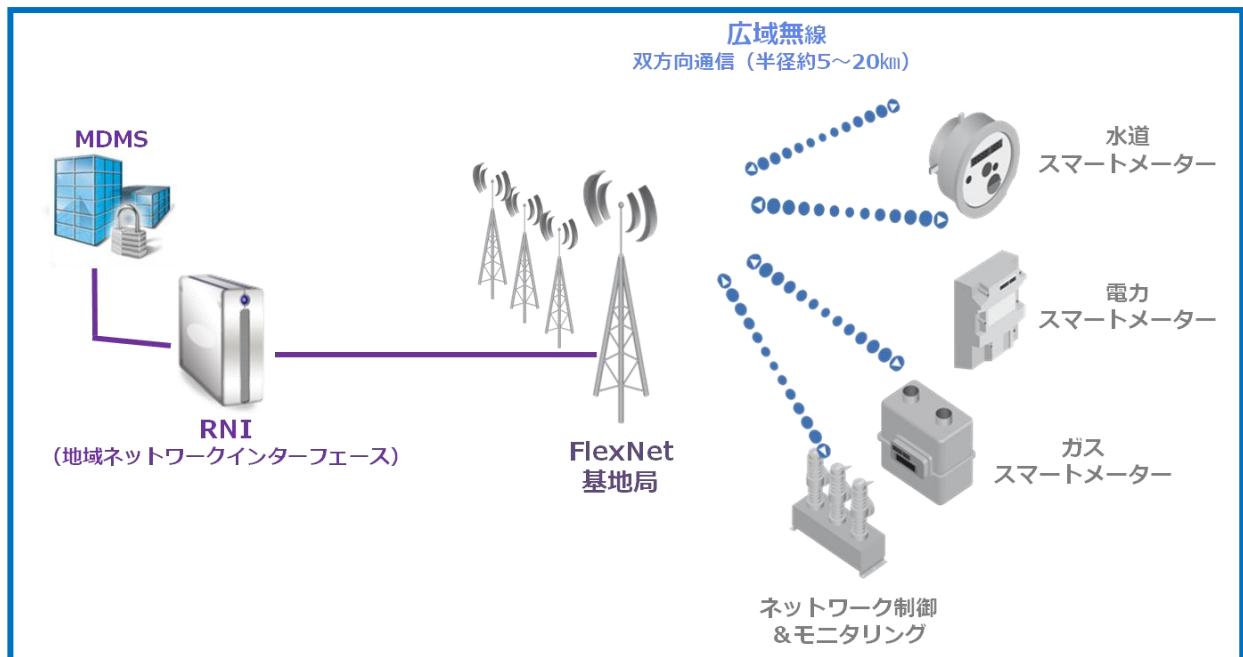 広域無線
双方向通信（半径約5～20㎞）
MDMS
水道
スマートメーター
電力
スマートメーター
RNI
（地域ネットワークインターフェース）
FlexNet
基地局
ガス
スマートメーター
ネットワーク制御
＆モニタリング